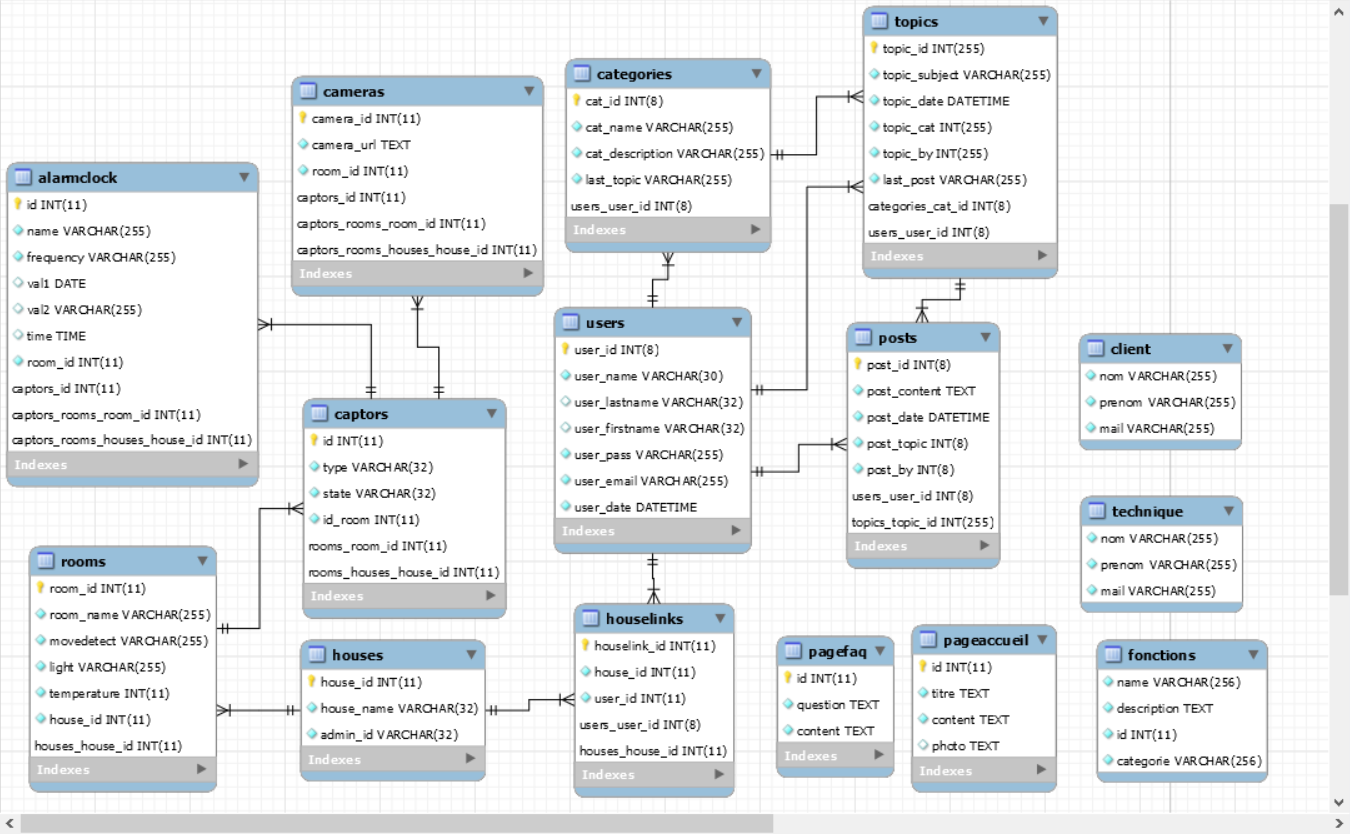 alarmclock
id INT(11)
name VARCHAR(255)
frequency VARCHAR(255)
val1 DATE
val2 VARCHAR(255)
time TIME
room_id INT(11)
captors_id INT(11)
captors_rooms_room_id INT(11)
captors_rooms_houses_house_id INT(11)
Indexes
cameras
camera_id INT(11)
camera_url TEXT
room_id INT(11)
captors_id INT(11)
captors_rooms_room_id INT(11)
captors_rooms_houses_house_id INT(11)
Indexes
categories
cat_id INT(8)
cat_name VARCHAR(255)
cat_description VARCHAR(255)
last_topic VARCHAR(255)
users_user_id INT(8)
Indexes
topics
topic_id INT(255)
topic_subject VARCHAR(255)
topic_date DATETIME
topic_cat INT(255)
topic_by INT(255)
last_post VARCHAR(255)
categories_cat_id INT(8)
users_user_id INT(8)
Indexes
captors
id INT(11)
type VARCHAR(32)
state VARCHAR(32)
id_room INT(11)
rooms_room_id INT(11)
rooms_houses_house_id INT(11)
Indexes
users
user_id INT(8)
user_name VARCHAR(30)
user_lastname VARCHAR(32)
user_firstname VARCHAR(32)
user_pass VARCHAR(255)
user_email VARCHAR(255)
user_date DATETIME
Indexes
posts
post_id INT(8)
post_content TEXT
post_date DATETIME
post_topic INT(8)
post_by INT(8)
users_user_id INT(8)
topics_topic_id INT(255)
Indexes
client
nom VARCHAR(255)
prenom VARCHAR(255)
mail VARCHAR(255)
technique
nom VARCHAR(255)
prenom VARCHAR(255)
mail VARCHAR(255)
rooms
room_id INT(11)
room_name VARCHAR(255)
movedetect VARCHAR(255)
light VARCHAR(255)
temperature INT(11)
house_id INT(11)
houses_house_id INT(11)
Indexes
houses
house_id INT(11)
house_name VARCHAR(32)
admin_id VARCHAR(32)
Indexes
houselinks
houselink_id INT(11)
house_id INT(11)
user_id INT(11)
users_user_id INT(8)
houses_house_id INT(11)
Indexes
pagefaq
id INT(11)
question TEXT
content TEXT
Indexes
pageaccueil
id INT(11)
titre TEXT
content TEXT
photo TEXT
Indexes
fonctions
name VARCHAR(256)
description TEXT
id INT(11)
categorie VARCHAR(256)